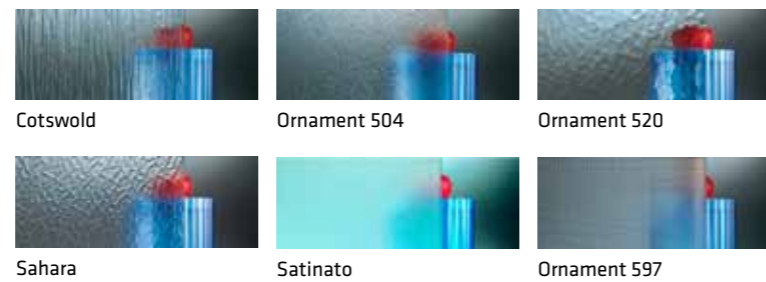 Cotswold
Ornament 504
Ornament 520
Sahara
Satinato
Ornament 597